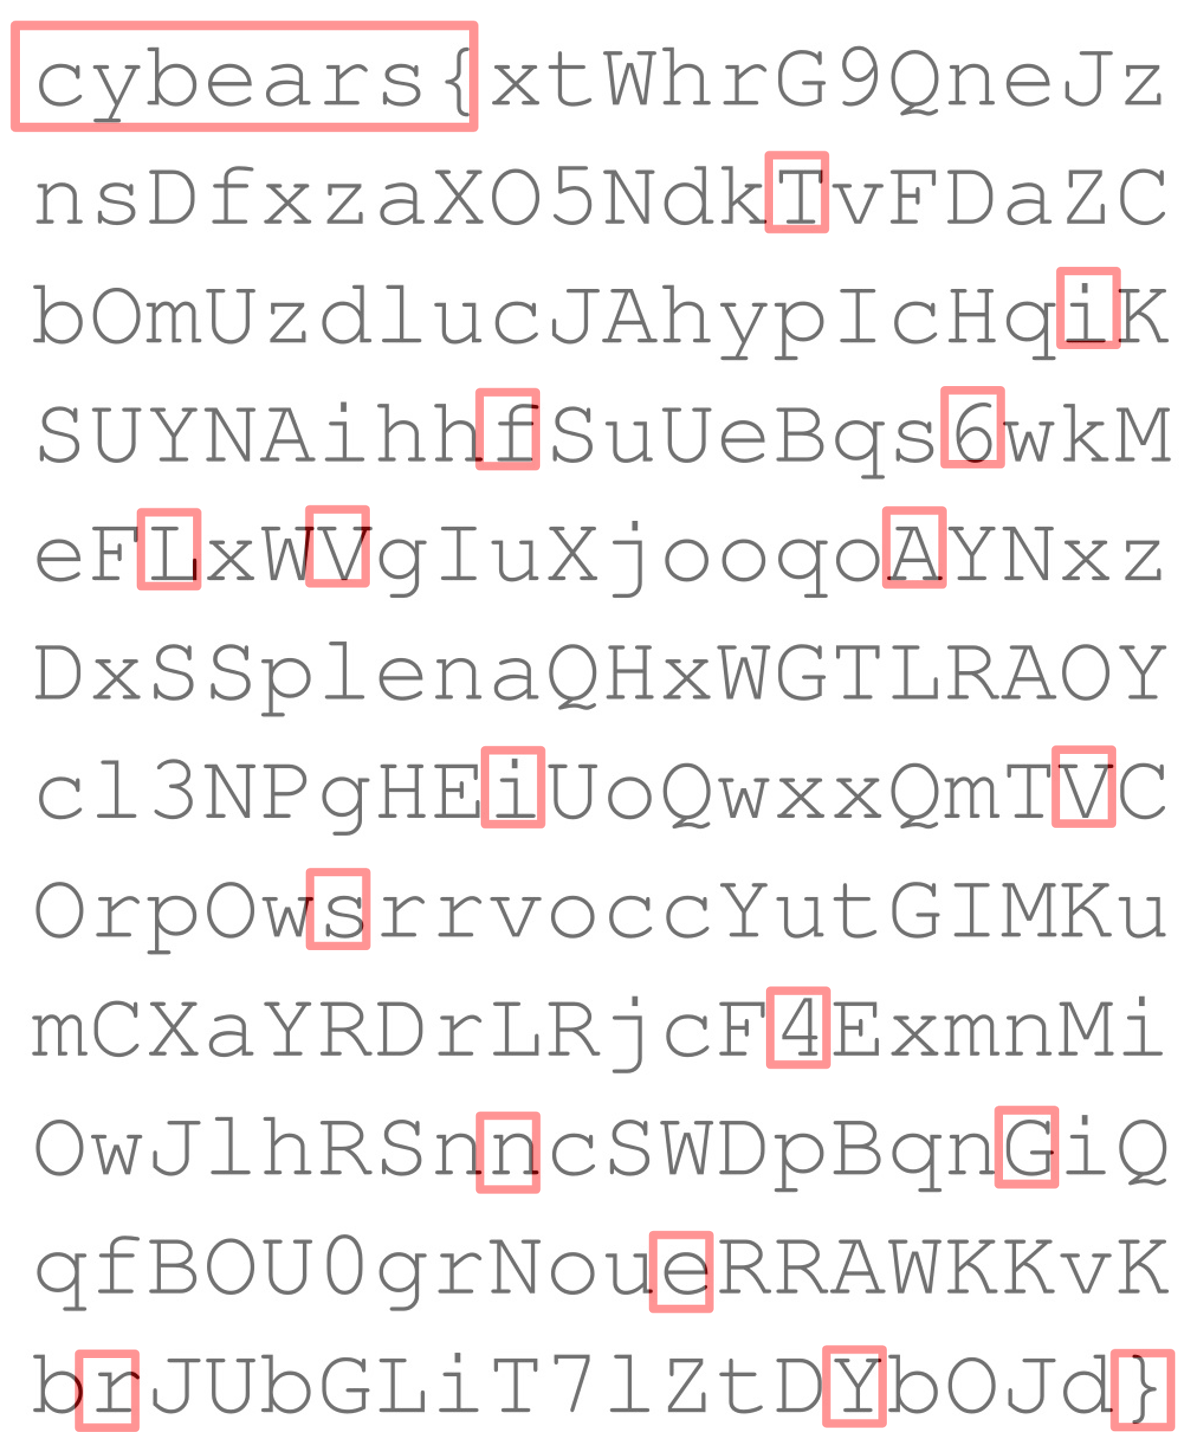 cybears{xtWhrG9QneJz
nsDfxzaXO5NdkTvFDaZC
bOmUzdlucJAhypIcHqiK
SUYNAihhfSuUeBqs6wkM
eFLxWVgIuXjooqoAYNxz
DxSSplenaQHxWGTLRAOY
cl3NPgHEiUoQwxxQmTVC
OrpOwsrrvoccYutGIMKu
mCXaYRDrLRjcF4ExmnMi
OwJlhRSnncSWDpBqnGiQ
qfBOU0grNoueRRAWKKvK
brJUbGLiT7lZtDYbOJd}